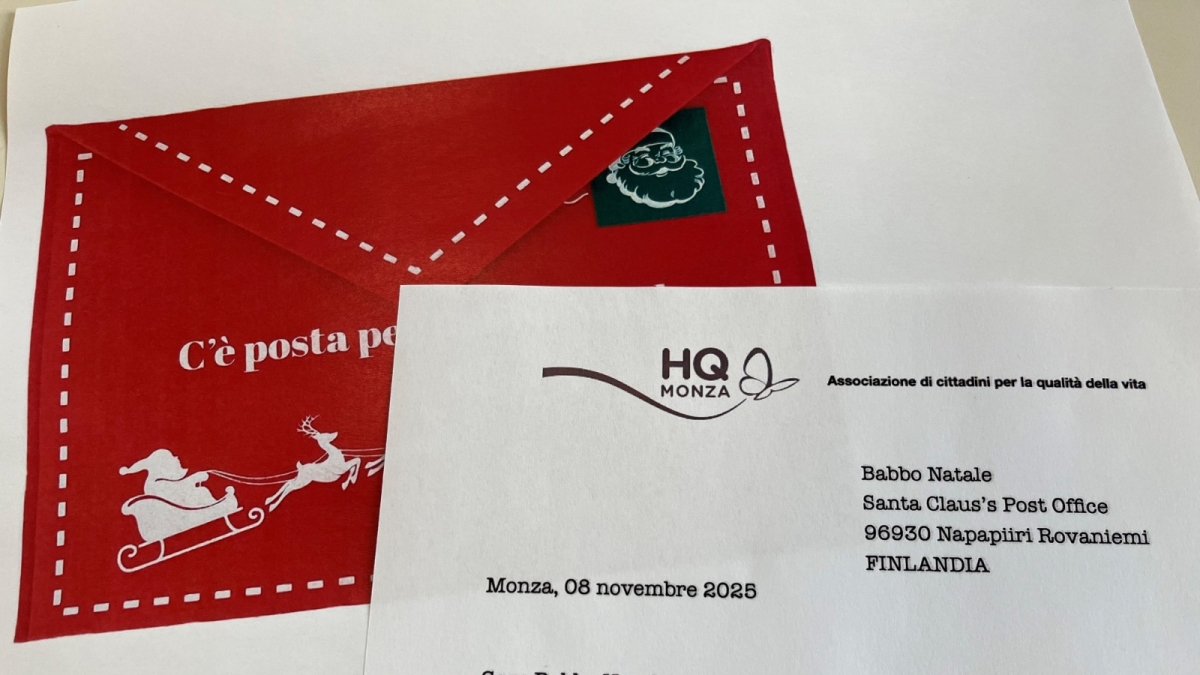 C'è posta pe
HQ
MONZA
Associazione di cittadini per la qualità della vita
Babbo Natale
Santa Claus's Post Office
96930 Napapiiri Rovaniemi
FINLANDIA
Monza, 08 novembre 2025